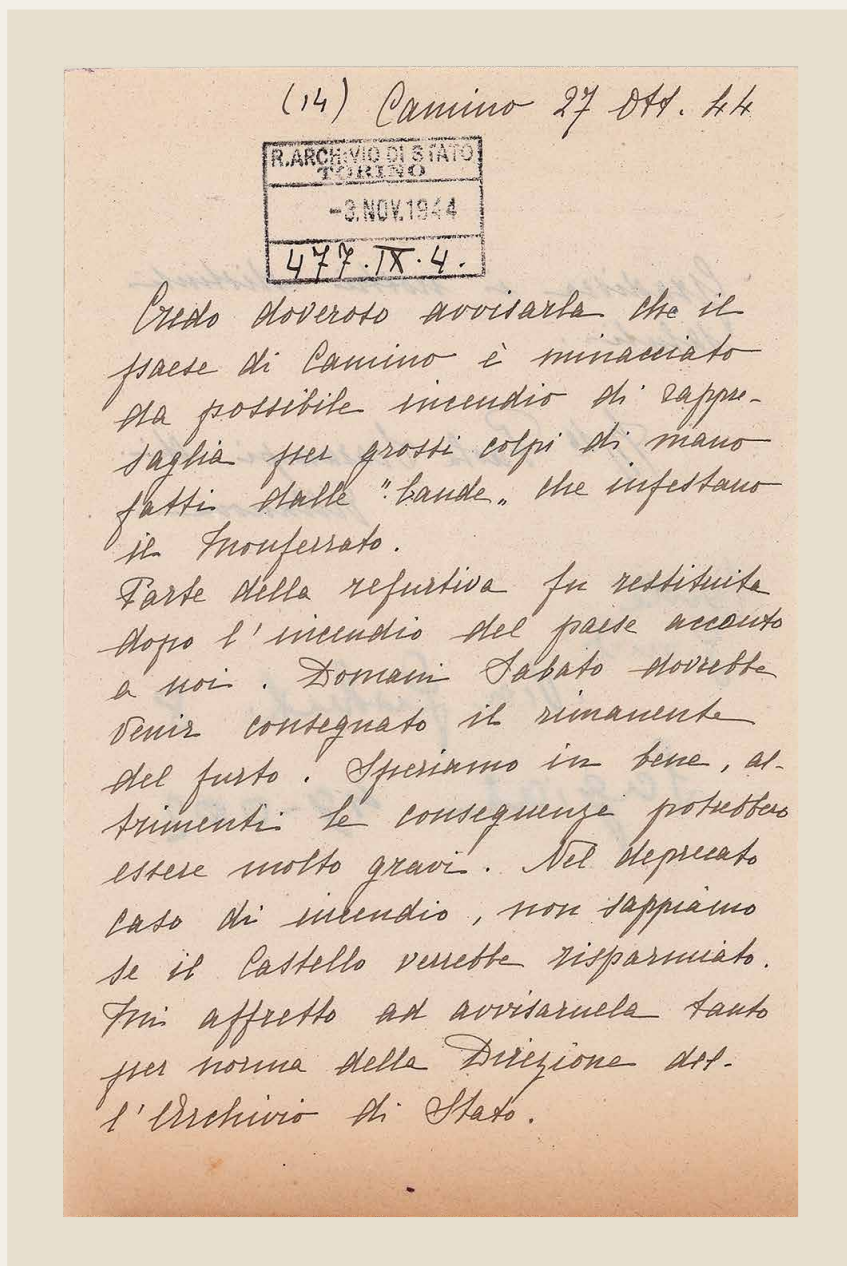 (14) Camino 27 Ott. 44
R. ARCHIVIO DI STATO
TORINO
-3.NOV.1944
477.IX.4.
Credo doveroso avvisarla che il
paese di Camino è minacciato
da possibile incendio di rappre-
saglia per grossi colpi di mano
fatti dalle "bande" che infestano
il Monferrato.
Parte della refurtiva fu restituita
dopo l'incendio del paese accanto
a noi. Domani Sabato dovrebbe
venir consegnato il rimanente
del furto. Speriamo in bene, al-
trimenti le conseguenze potrebbero
essere molto gravi. Nel deprecato
caso di incendio, non sappiamo
se il Castello verrebbe risparmiato.
Mi affretto ad avvisarnela tanto
per norma della Direzione del-
l'Archivio di Stato.